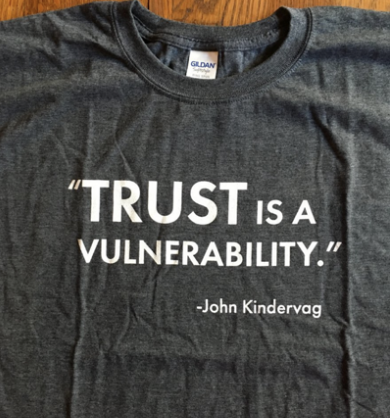 GILDAN
“TRUST IS A
VULNERABILITY.”
-John Kindervag